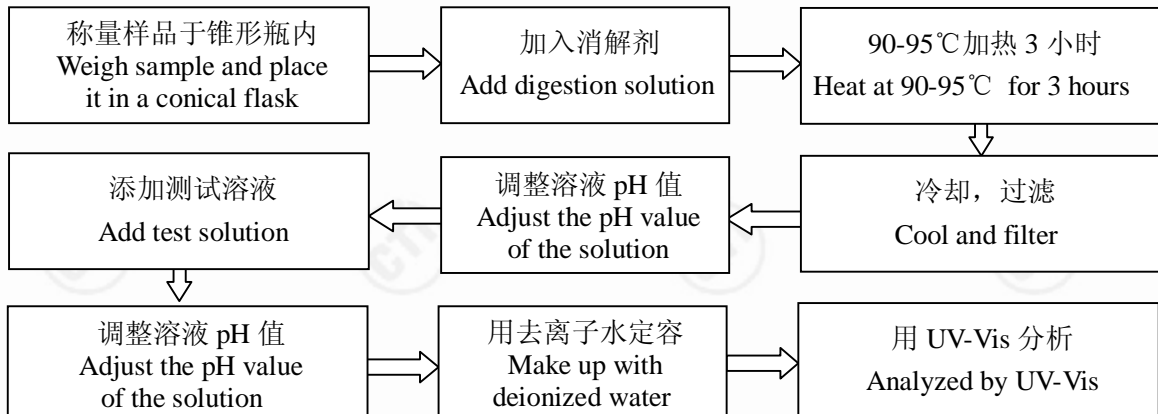 称量样品于锥形瓶内
Weigh sample and place
it in a conical flask
加入消解剂
Add digestion solution
90-95℃加热 3 小时
Heat at 90-95℃ for 3 hours
冷却，过滤
Cool and filter
调整溶液 pH 值
Adjust the pH value
of the solution
添加测试溶液
Add test solution
调整溶液 pH 值
Adjust the pH value
of the solution
用去离子水定容
Make up with
deionized water
用 UV-Vis 分析
Analyzed by UV-Vis